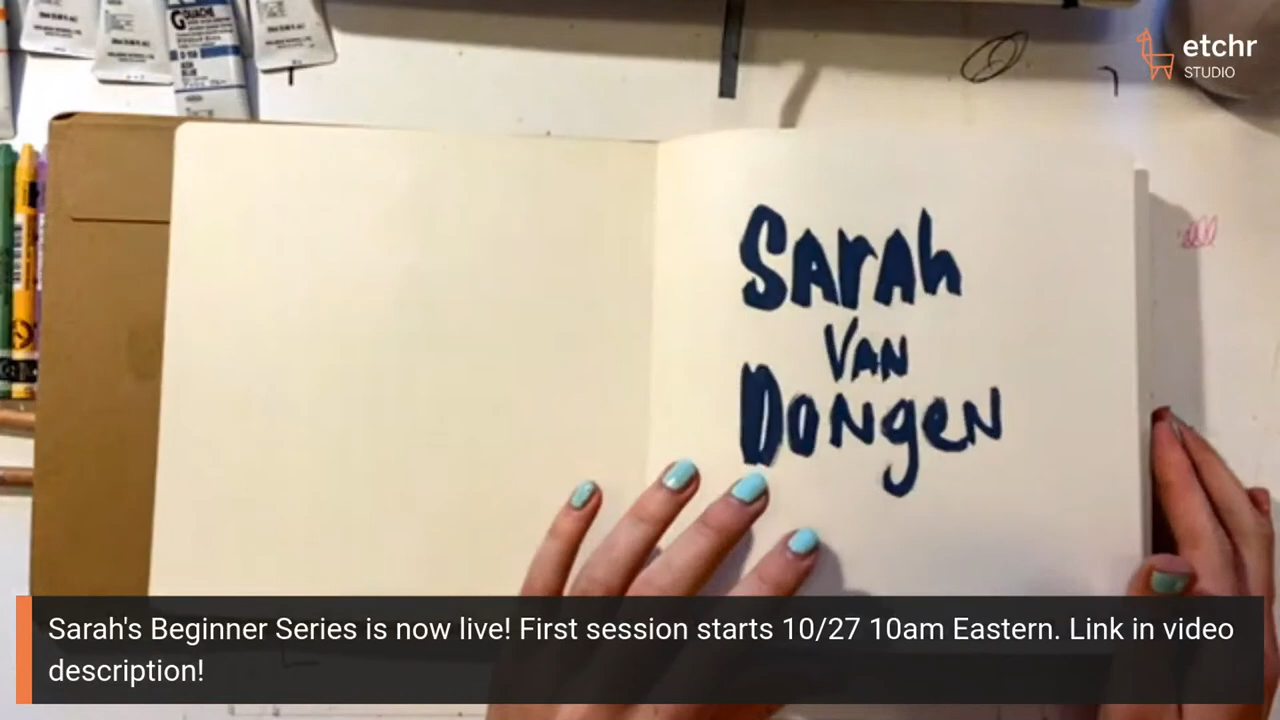 GOUACHE
etchr
STUDIO
Sarah
VAN
DONgeN
Sarah's Beginner Series is now live! First session starts 10/27 10am Eastern. Link in video
description!